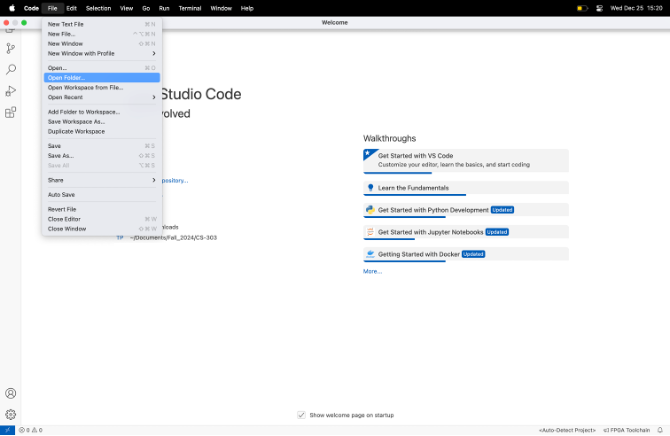 Code File Edit Selection View Go Run Terminal Window Help Wed Dec 25 15:20
Welcome
New Text File ⌘N
New File... ⌃⌥⌘N
New Window ⇧⌘N
New Window with Profile
Open... ⌘O
Open Folder...
Open Workspace from File...
Open Recent
Add Folder to Workspace...
Save Workspace As...
Duplicate Workspace
Save ⌘S
Save As... ⇧⌘S
Save All ⌥⌘S
Share
Auto Save
Revert File
Close Editor ⌘W
Close Window ⇧⌘W
Studio Code
olved
pository...
loads
TP ~/Documents/Fall_2024/CS-303
Walkthroughs
Get Started with VS Code
Customize your editor, learn the basics, and start coding
Learn the Fundamentals
Get Started with Python Development Updated
Get Started with Jupyter Notebooks Updated
Getting Started with Docker Updated
More...
Show welcome page on startup
0 0
<Auto-Detect Project> FPGA Toolchain